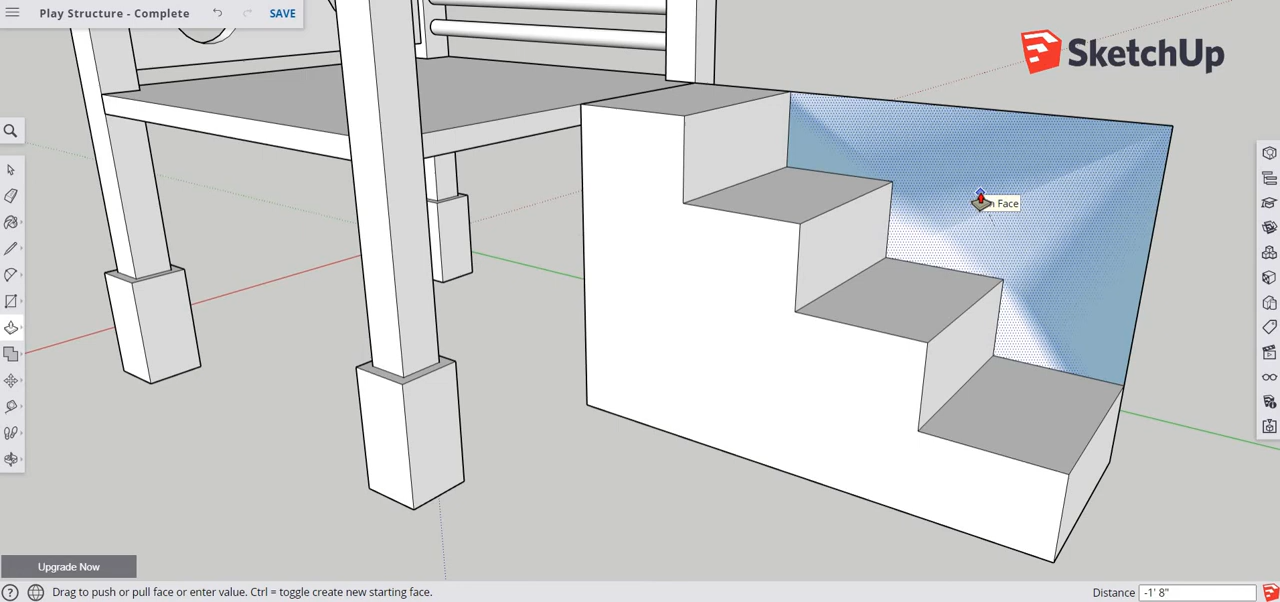 Play Structure - Complete
SAVE
SketchUp
n Face
Upgrade Now
Drag to push or pull face or enter value. Ctrl = toggle create new starting face.
Distance -1' 8"